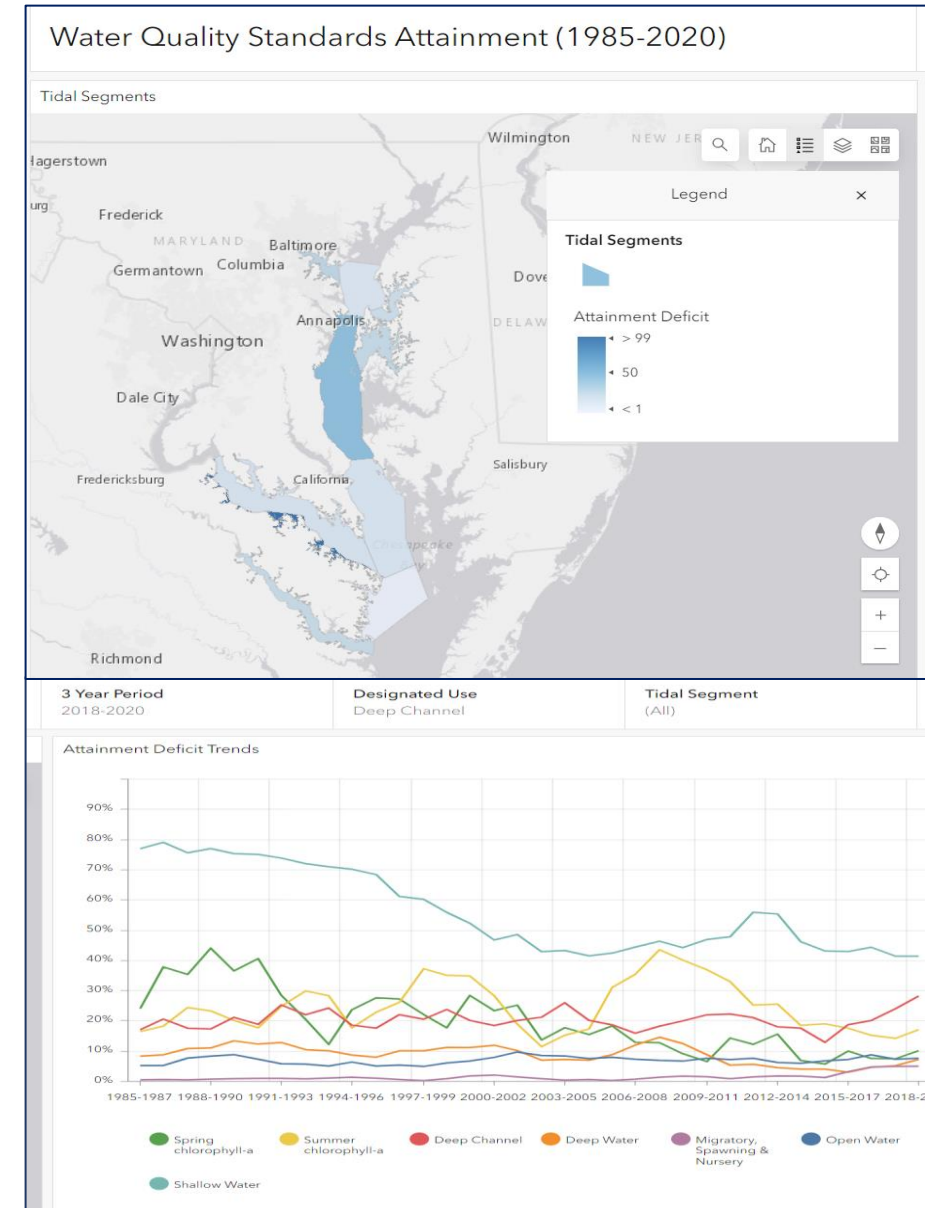 Water Quality Standards Attainment (1985-2020)
Tidal Segments
Wilmington
NEW JER
Hagerstown
urg
Frederick
MARYLAND
Baltimore
Germantown
Columbia
Annapolis
DELAW
Dove
Washington
Dale City
Fredericksburg
California
Salisbury
Chesapeake
Bay
Richmond
Legend
Tidal Segments
Attainment Deficit
> 99
50
< 1
3 Year Period
2018-2020
Designated Use
Deep Channel
Tidal Segment
(All)
Attainment Deficit Trends
90%
80%
70%
60%
50%
40%
30%
20%
10%
0%
1985-1987 1988-1990 1991-1993 1994-1996 1997-1999 2000-2002 2003-2005 2006-2008 2009-2011 2012-2014 2015-2017 2018-2
Spring
chlorophyll-a
Summer
chlorophyll-a
Deep Channel
Deep Water
Migratory,
Spawning &
Nursery
Open Water
Shallow Water